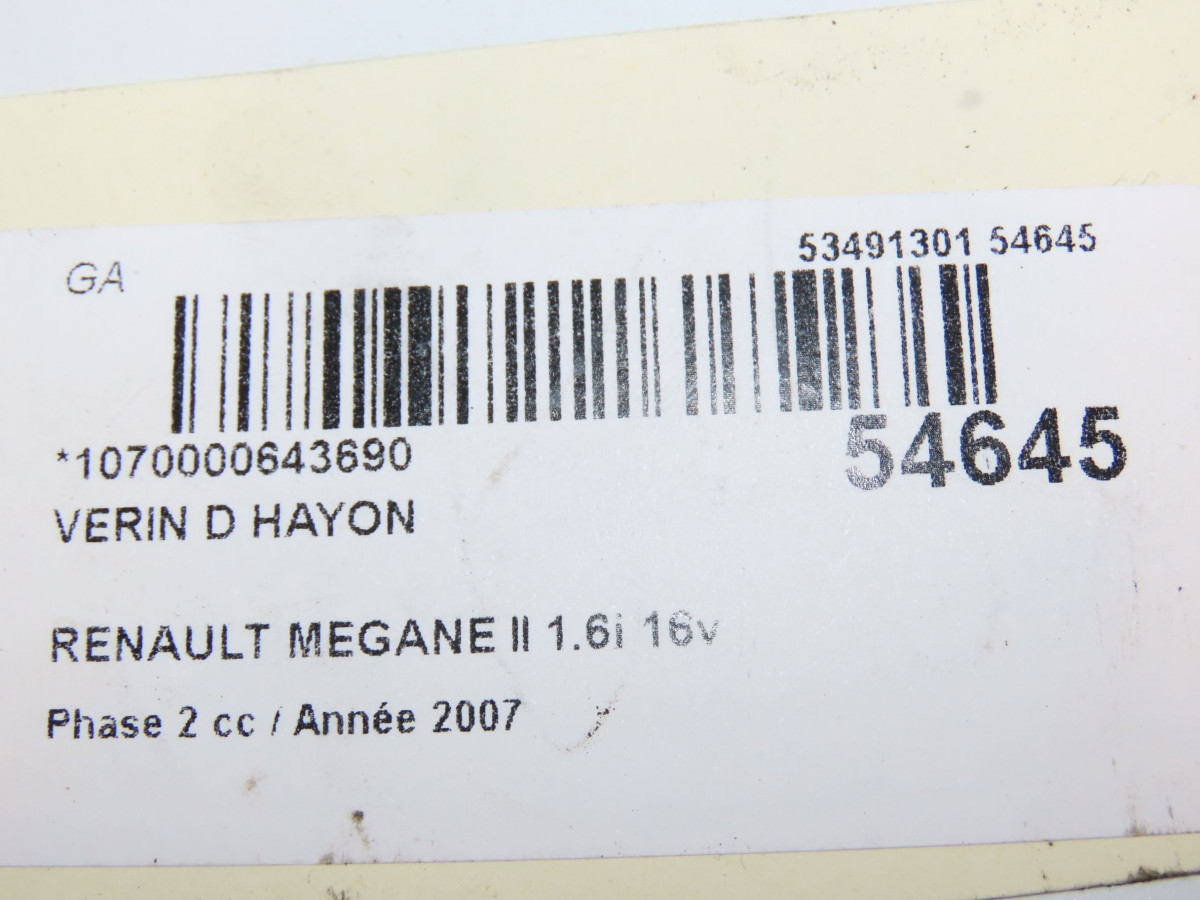 53491301 54645
GA
54645
*1070000643690
VERIN D HAYON
RENAULT MEGANE II 1.6i 16v
Phase 2 cc / Année 2007